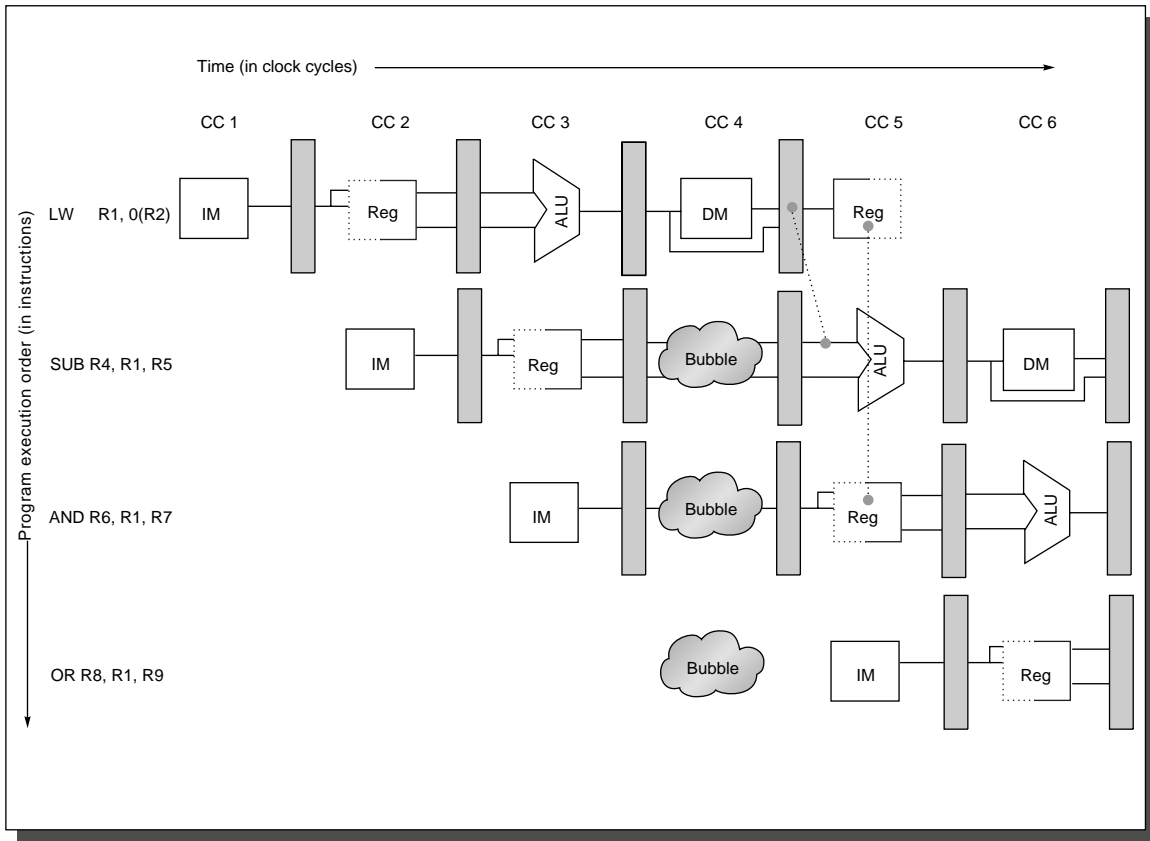 Time (in clock cycles)
CC 1 CC 2 CC 3 CC 4 CC 5 CC 6
Program execution order (in instructions)
LW R1, 0(R2) IM Reg ALU DM Reg
SUB R4, R1, R5 IM Reg Bubble ALU DM
AND R6, R1, R7 IM Bubble Reg ALU
OR R8, R1, R9 Bubble IM Reg